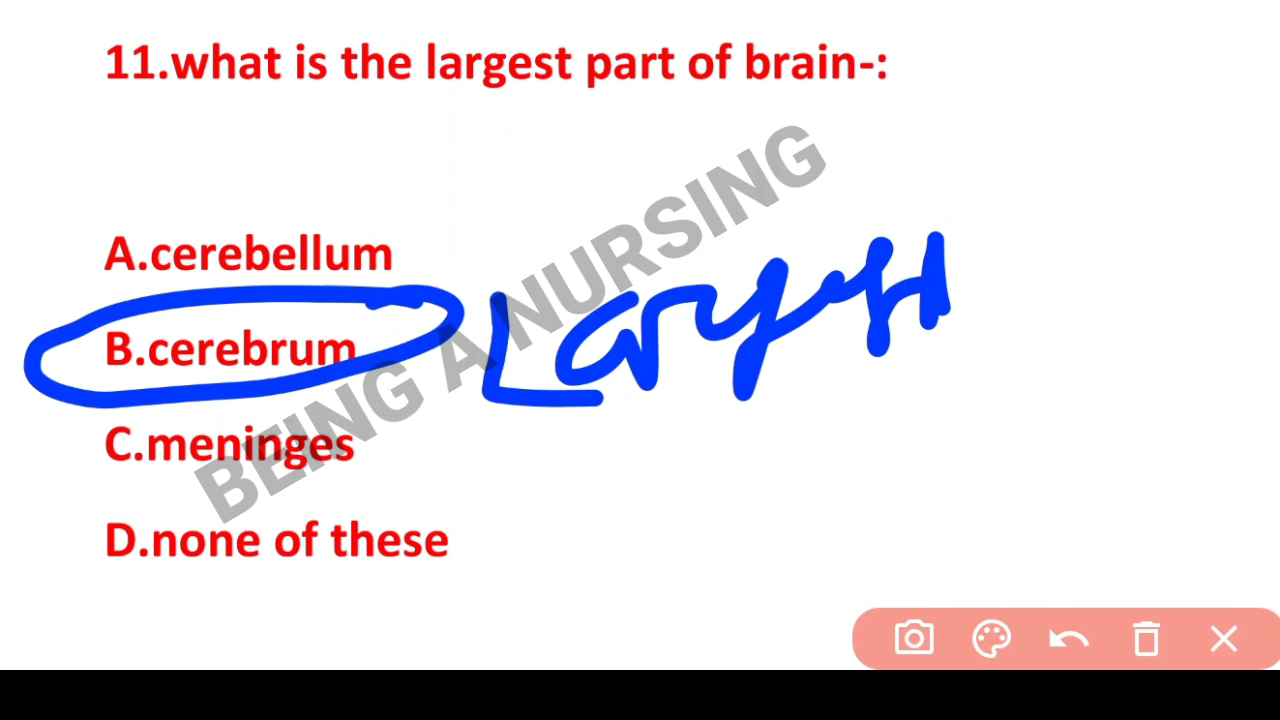 11.what is the largest part of brain-:
A.cerebellum
B.cerebrum
Largest
C.meninges
D.none of these
BEING A NURSING